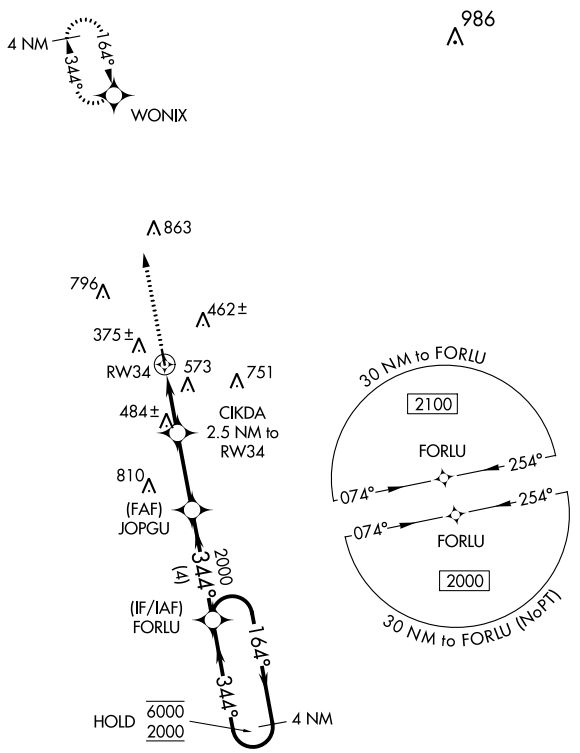 986
4 NM
164°
344°
WONIX
863
796
462±
375±
RW34
573
751
CIKDA
2.5 NM to
RW34
484±
810
(FAF)
JOPGU
2000
344°
(4)
(IF/IAF)
FORLU
164°
344°
HOLD
6000
2000
4 NM
30 NM to FORLU
2100
FORLU
254°
074°
254°
074°
FORLU
2000
30 NM to FORLU (NoPT)